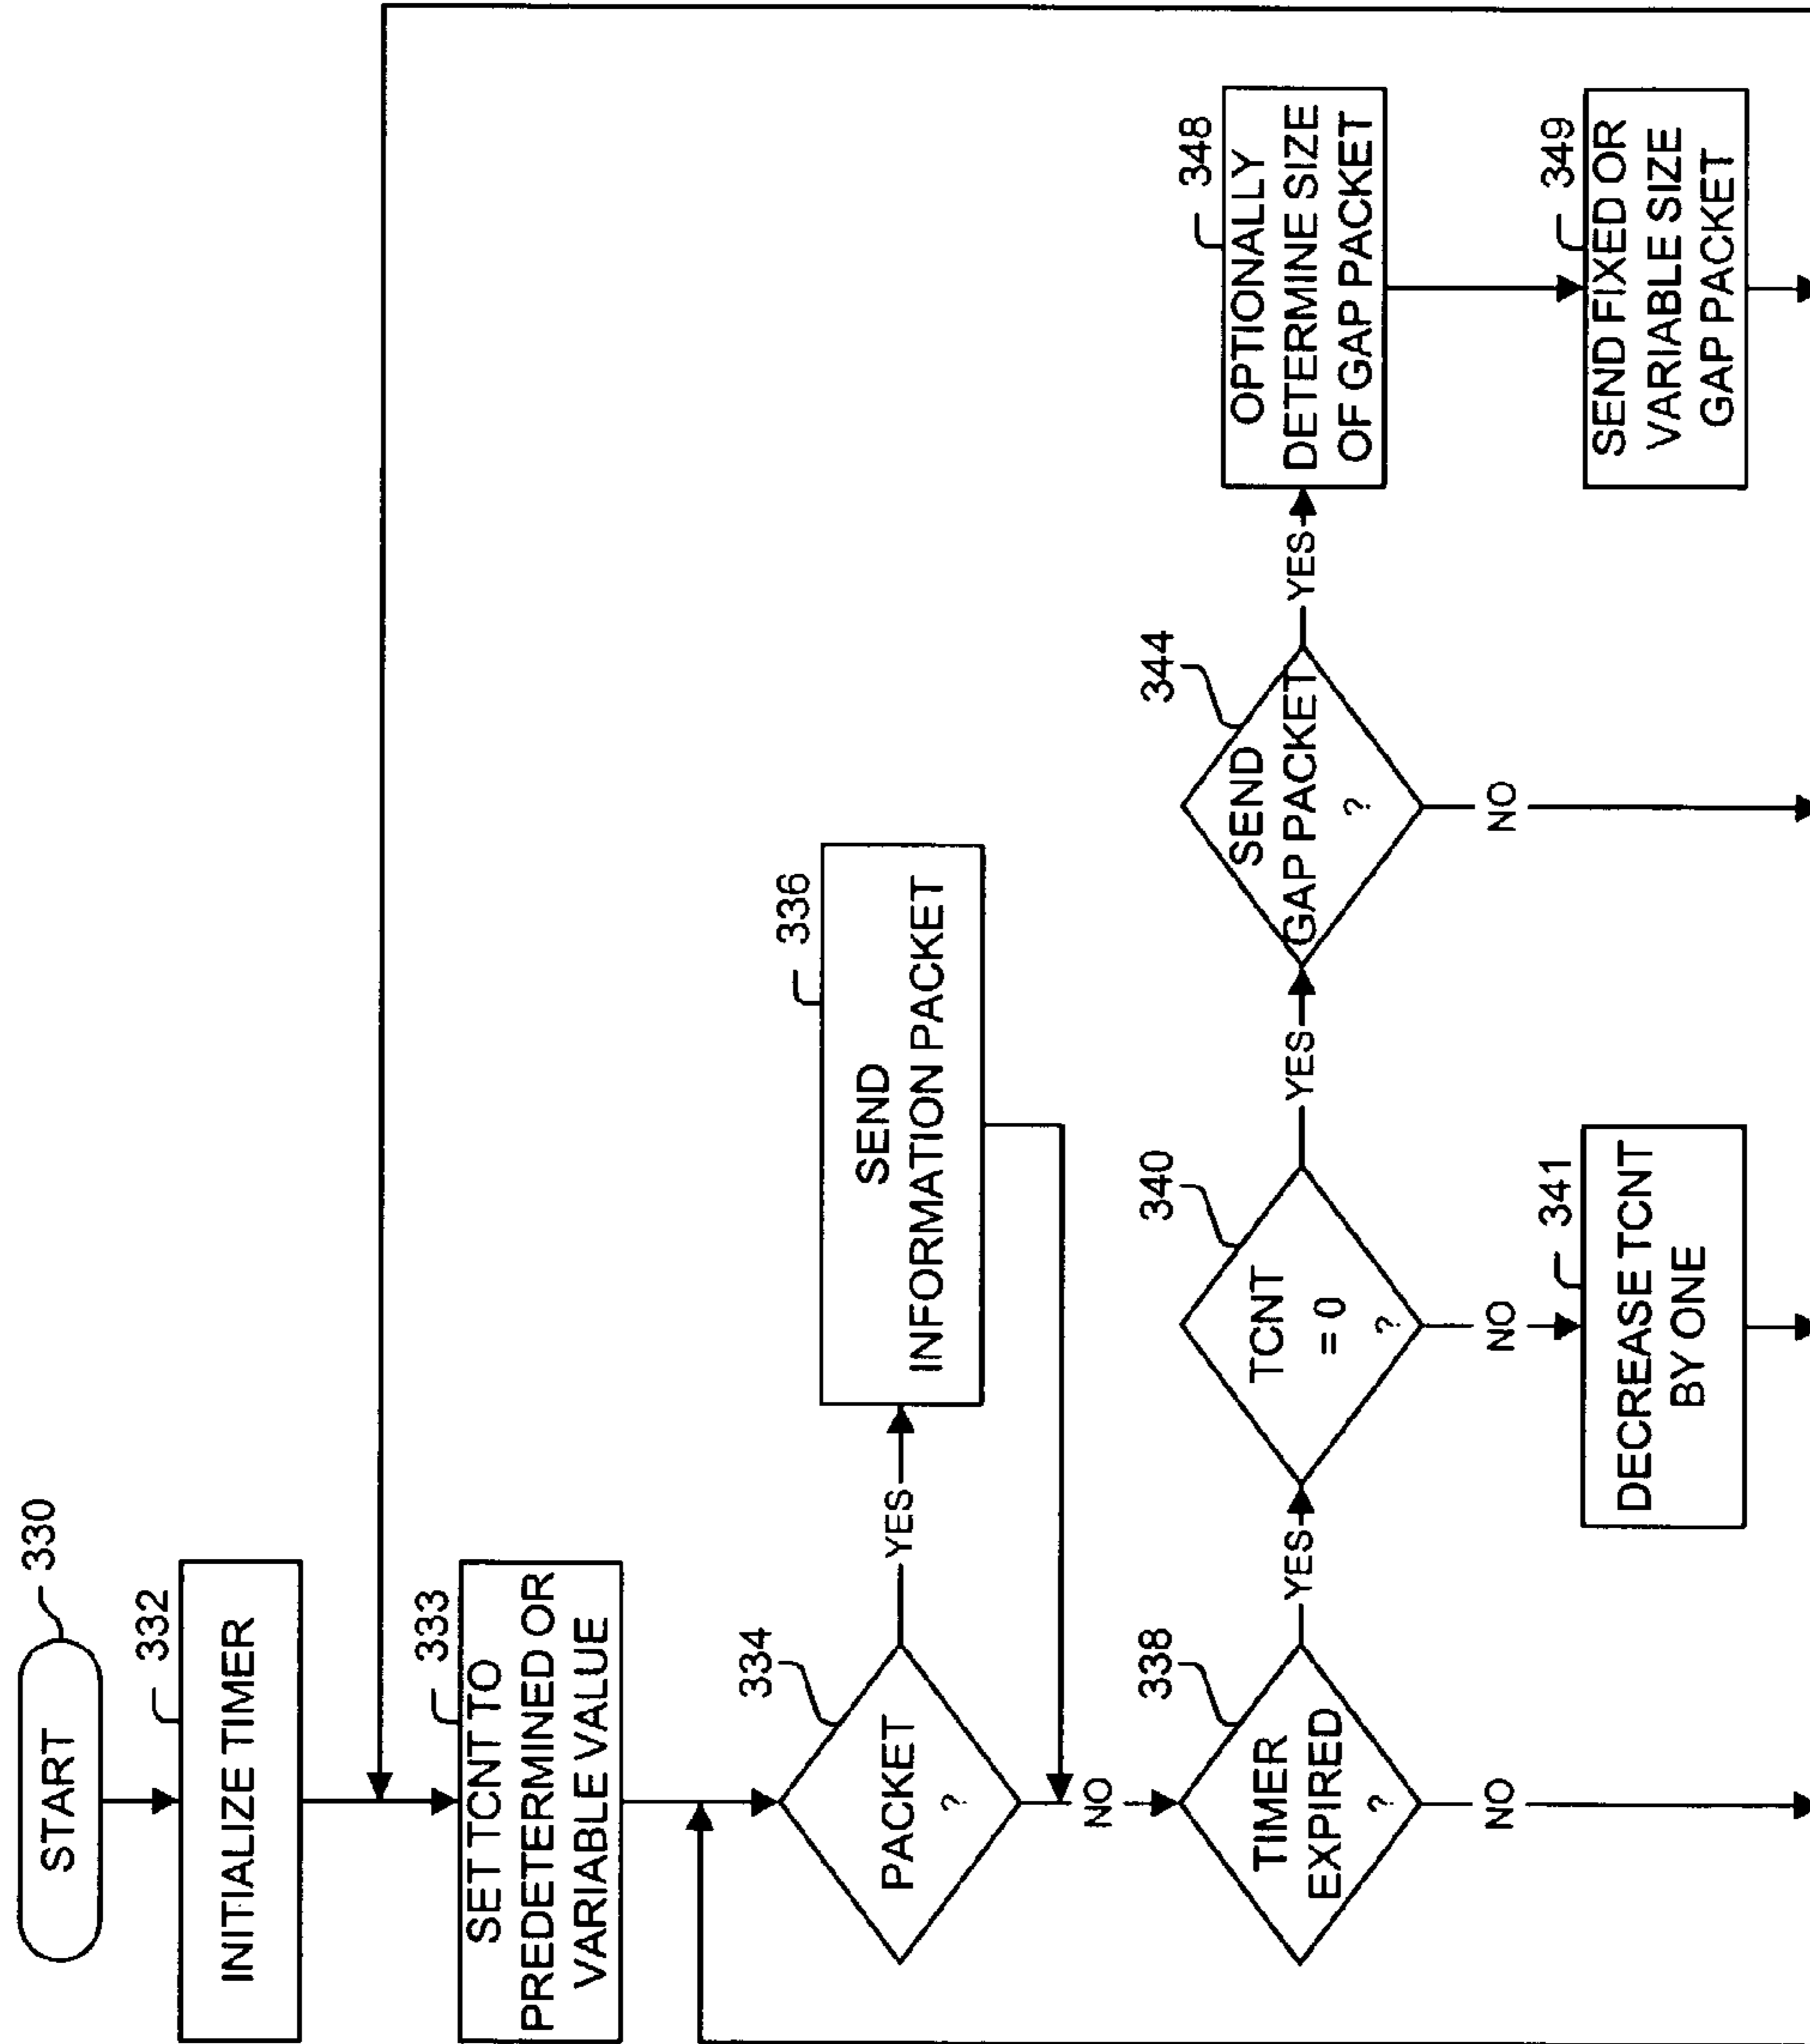 START
330
332
INITIALIZE TIMER
333
SET TCNT TO
PREDETERMINED OR
VARIABLE VALUE
334
PACKET
?
YES
336
SEND
INFORMATION PACKET
NO
338
TIMER
EXPIRED
?
YES
NO
340
TCNT
= 0
?
YES
NO
341
DECREASE TCNT
BY ONE
344
SEND
GAP PACKET
?
YES
NO
348
OPTIONALLY
DETERMINE SIZE
OF GAP PACKET
349
SEND FIXED OR
VARIABLE SIZE
GAP PACKET